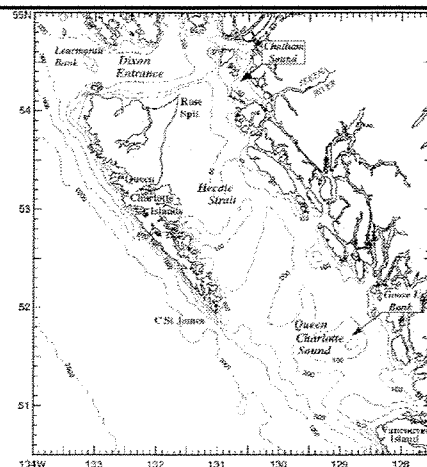 55N
Learmonth
Bank
Dixon
Entrance
Chatham
Sound
54
Rose
Spit
RIVER
Queen
Charlotte
Islands
Hecate
Strait
53
52
C St. James
Queen
Charlotte
Sound
Goose I.
Bank
51
Vancouver
Island
134W
133
132
131
130
129
128